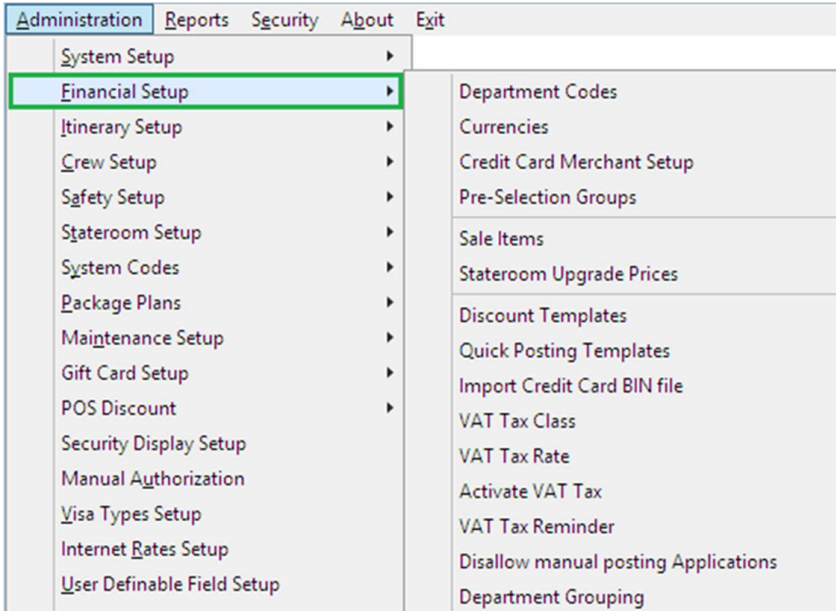 Administration Reports Security About Exit
System Setup
Financial Setup
Itinerary Setup
Crew Setup
Safety Setup
Stateroom Setup
System Codes
Package Plans
Maintenance Setup
Gift Card Setup
POS Discount
Security Display Setup
Manual Authorization
Visa Types Setup
Internet Rates Setup
User Definable Field Setup
Department Codes
Currencies
Credit Card Merchant Setup
Pre-Selection Groups
Sale Items
Stateroom Upgrade Prices
Discount Templates
Quick Posting Templates
Import Credit Card BIN file
VAT Tax Class
VAT Tax Rate
Activate VAT Tax
VAT Tax Reminder
Disallow manual posting Applications
Department Grouping